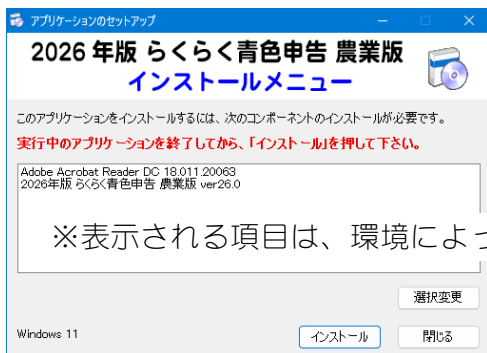 アプリケーションのセットアップ
2026 年版 らくらく青色申告 農業版
インストールメニュー
このアプリケーションをインストールするには、次のコンポーネントのインストールが必要です。
実行中のアプリケーションを終了してから、「インストール」を押して下さい。
Adobe Acrobat Reader DC 18.011.20063
2026年版 らくらく青色申告 農業版 ver26.0
※表示される項目は、環境によっ
選択変更
Windows 11
インストール
閉じる